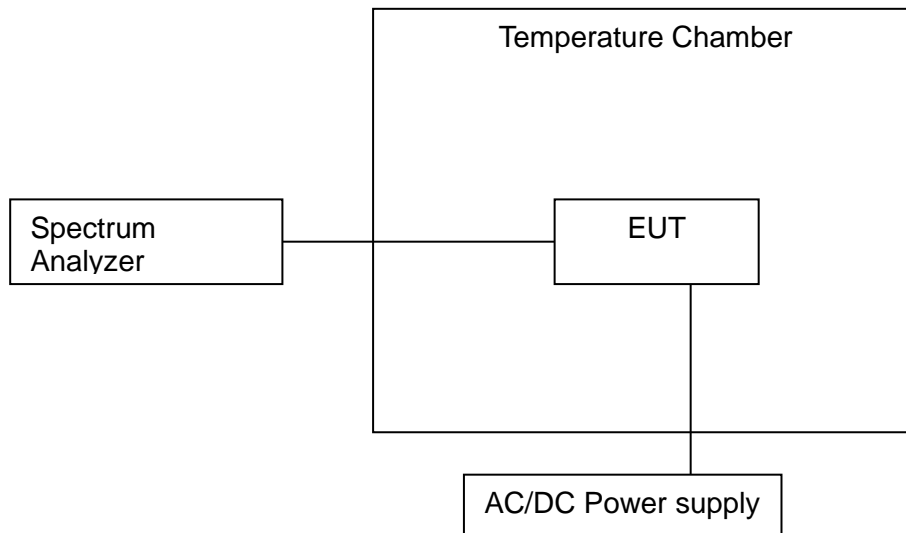 Temperature Chamber
Spectrum
Analyzer
EUT
AC/DC Power supply